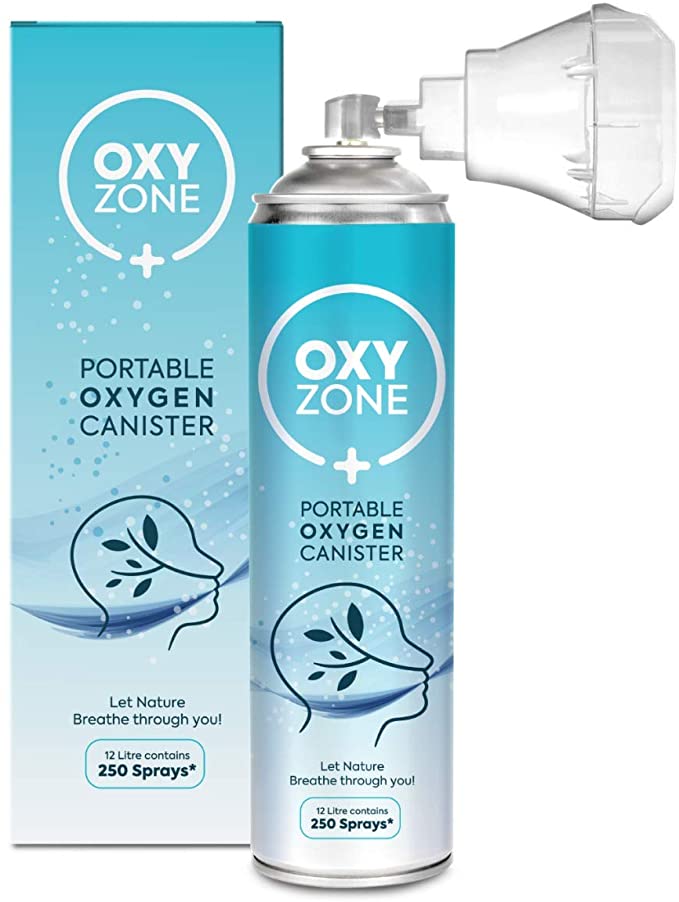 OXY
ZONE
PORTABLE
OXYGEN
CANISTER
Let Nature
Breathe through you!
12 Litre contains
250 Sprays*
OXY
ZONE
PORTABLE
OXYGEN
CANISTER
Let Nature
Breathe through you!
12 Litre contains
250 Sprays*